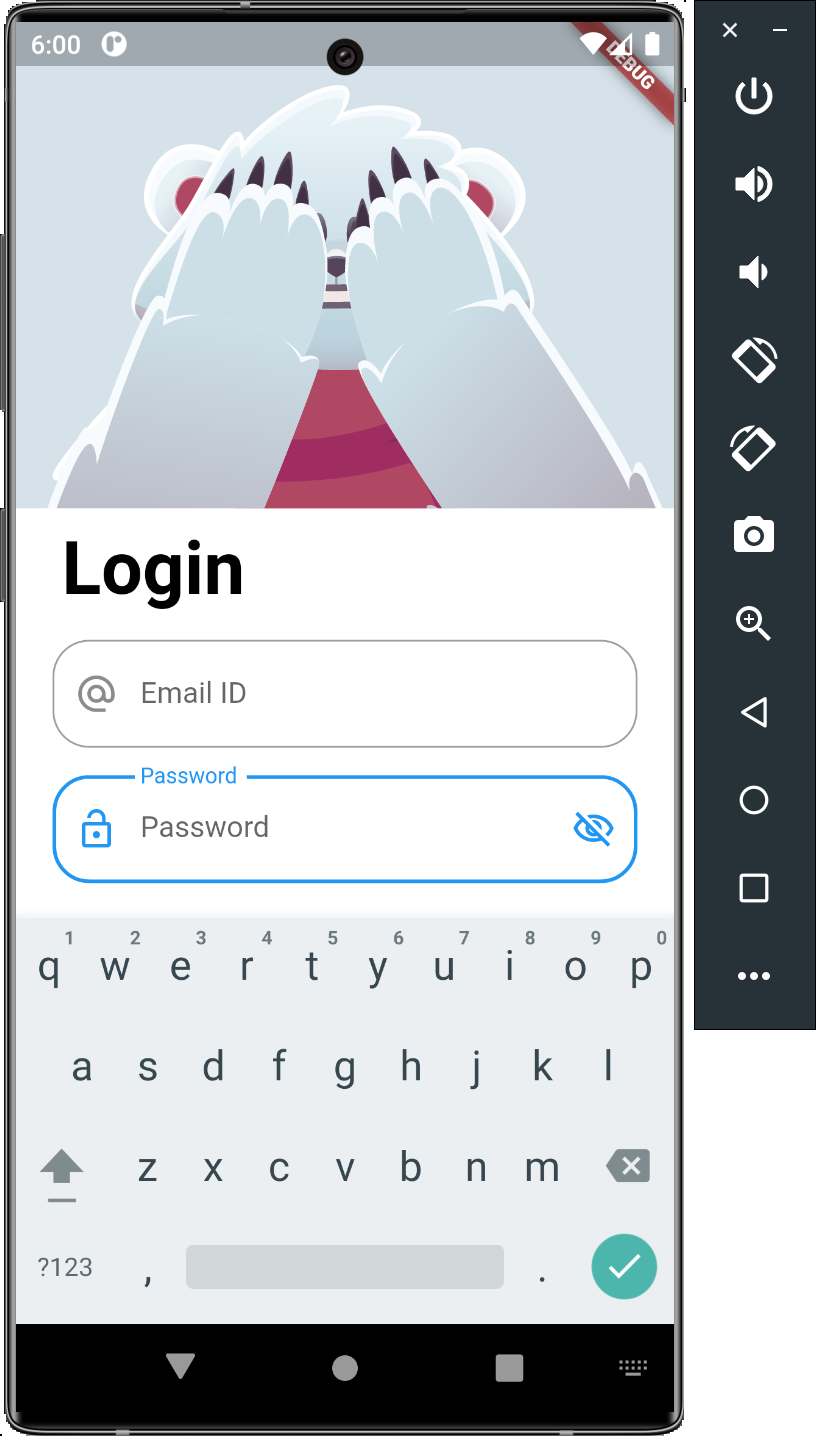 6:00
DEBUG
Login
Email ID
Password
Password
1 2 3 4 5 6 7 8 9 0
q w e r t y u i o p
a s d f g h j k l
z x c v b n m
?123 , .